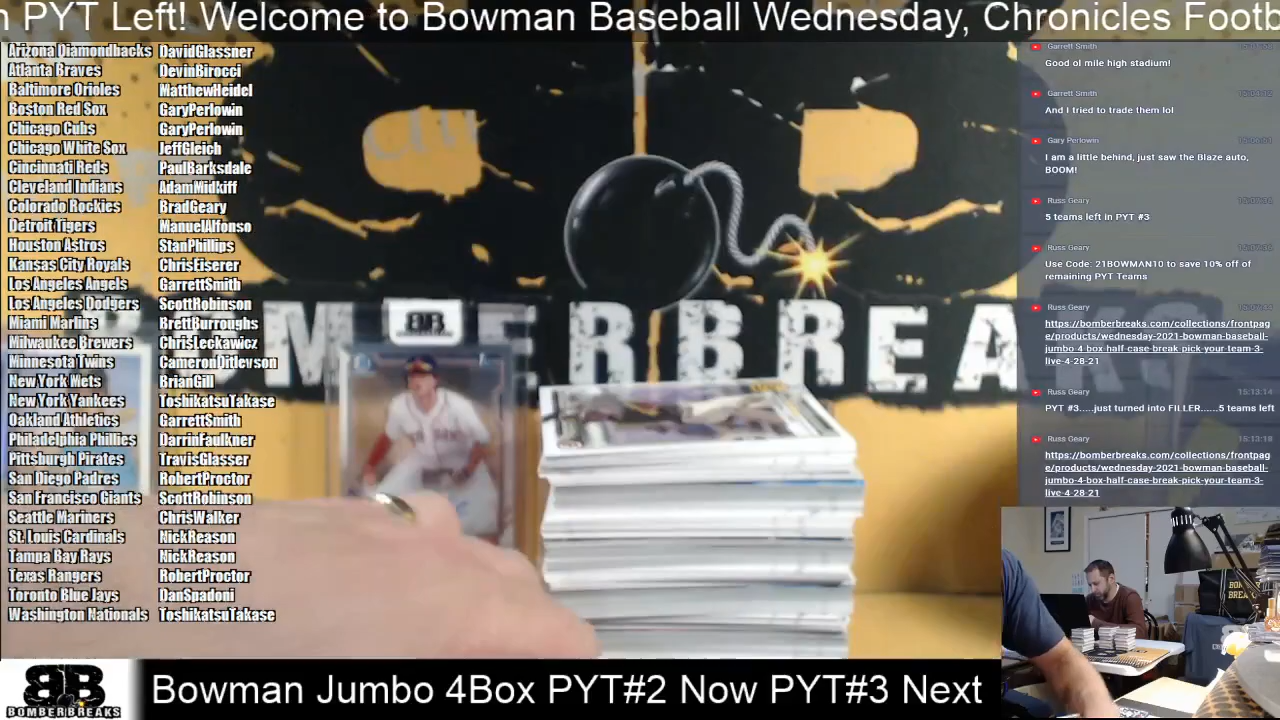 n PYT Left! Welcome to Bowman Baseball Wednesday, Chronicles Footb
Arizona Diamondbacks DavidGlassner
Atlanta Braves DevinBirocci
Baltimore Orioles MatthewHeidel
Boston Red Sox GaryPerlowin
Chicago Cubs GaryPerlowin
Chicago White Sox JeffGleich
Cincinnati Reds PaulBarksdale
Cleveland Indians AdamMidkiff
Colorado Rockies BradGeary
Detroit Tigers ManuelAlfonso
Houston Astros StanPhillips
Kansas City Royals ChrisEiserer
Los Angeles Angels GarrettSmith
Los Angeles Dodgers ScottRobinson
Miami Marlins BrettBurroughs
Milwaukee Brewers ChrisLeckawicz
Minnesota Twins CameronDitlevson
New York Mets BrianGill
New York Yankees ToshikatsuTakase
Oakland Athletics GarrettSmith
Philadelphia Phillies DarrinFaulkner
Pittsburgh Pirates TravisGlasser
San Diego Padres RobertProctor
San Francisco Giants ScottRobinson
Seattle Mariners ChrisWalker
St. Louis Cardinals NickReason
Tampa Bay Rays NickReason
Texas Rangers RobertProctor
Toronto Blue Jays DanSpadoni
Washington Nationals ToshikatsuTakase
OMBERBREA
BB
Garrett Smith
Good ol mile high stadium!
Garrett Smith
And I tried to trade them lol
Gary Perlowin
I am a little behind, just saw the Blaze auto,
BOOM!
Russ Geary
5 teams left in PYT #3
Russ Geary
Use Code: 21BOWMAN10 to save 10% off of
remaining PYT Teams
Russ Geary
https://bomberbreaks.com/collections/frontpag
e/products/wednesday-2021-bowman-baseball-
jumbo-4-box-half-case-break-pick-your-team-3-
live-4-28-21
Russ Geary 15:13:14
PYT #3.....just turned into FILLER......5 teams left
Russ Geary 15:13:18
https://bomberbreaks.com/collections/frontpag
e/products/wednesday-2021-bowman-baseball-
jumbo-4-box-half-case-break-pick-your-team-3-
live-4-28-21
BB
BOMBERBREAKS
Bowman Jumbo 4Box PYT#2 Now PYT#3 Next